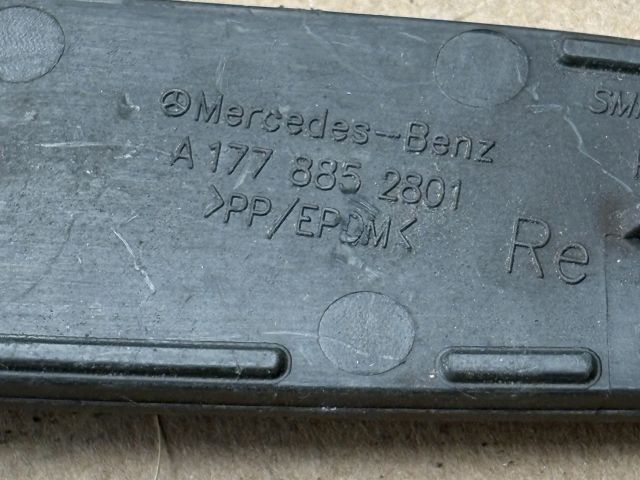 Mercedes-Benz
A 177 885 2801
>PP/EPDM<
Re